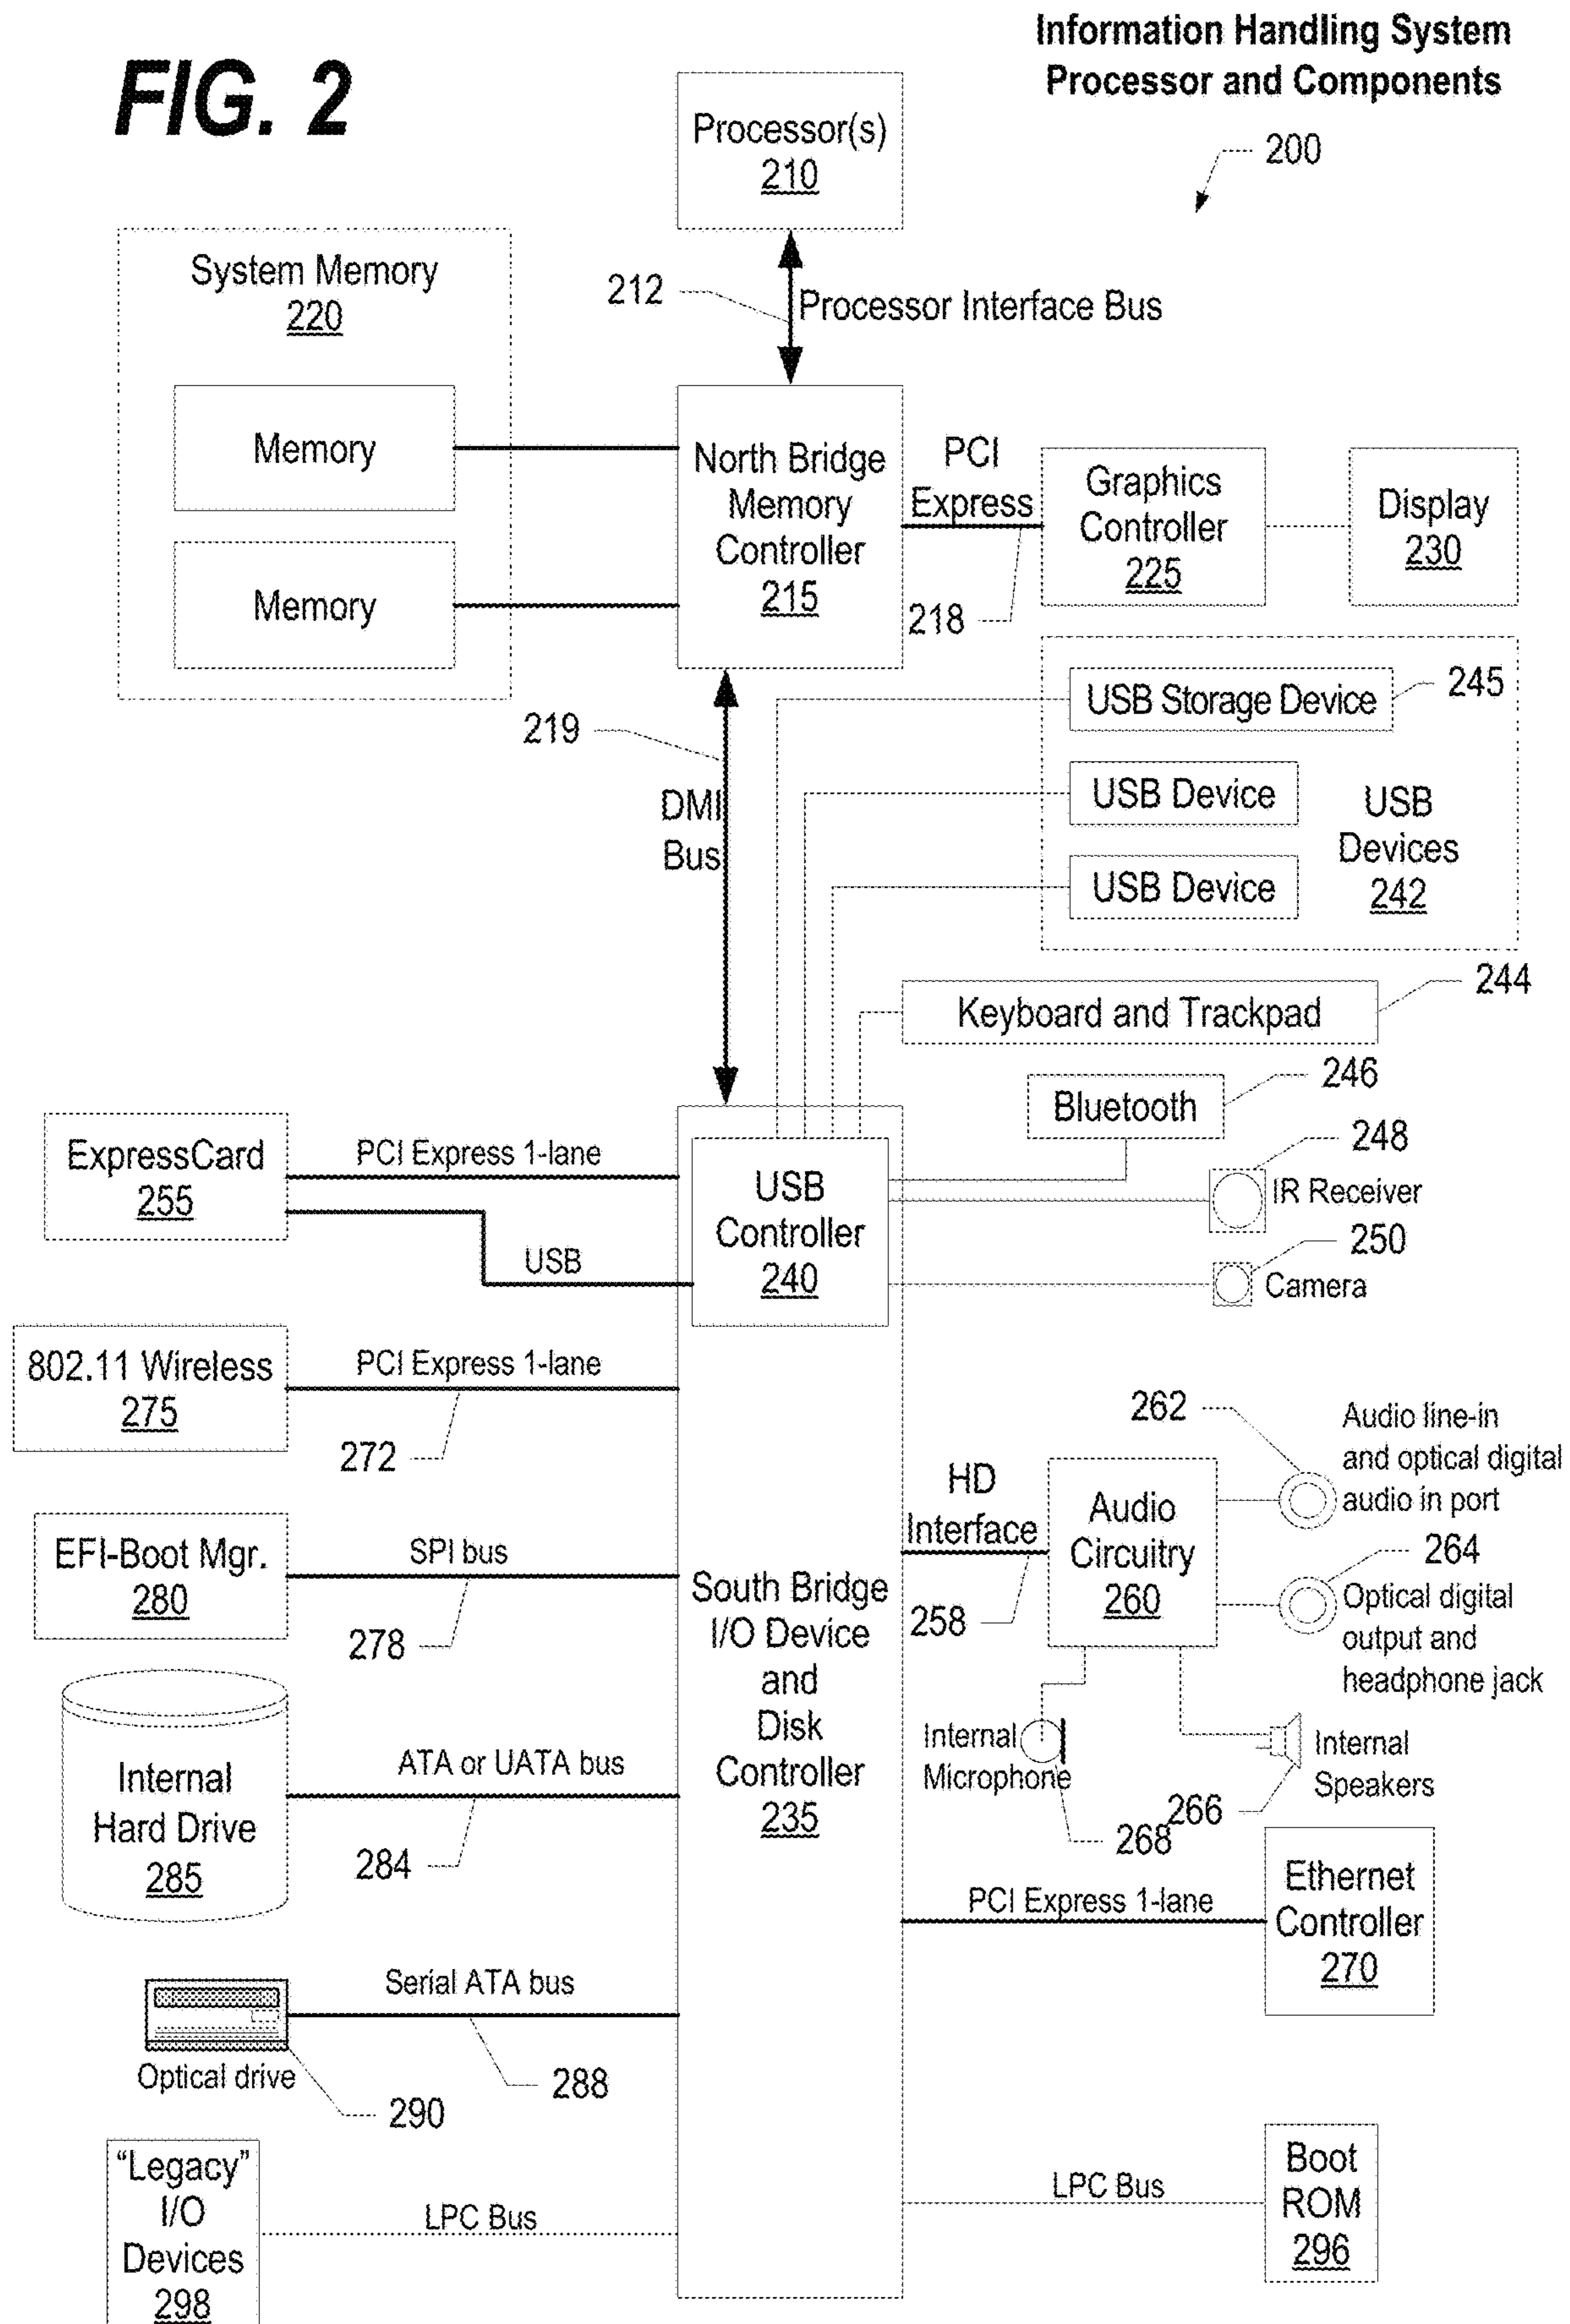 FIG. 2
Information Handling System
Processor and Components
200
Processor(s)
210
212
Processor Interface Bus
System Memory
220
Memory
Memory
North Bridge
Memory
Controller
215
PCI
Express
218
Graphics
Controller
225
Display
230
219
DMI
Bus
USB Storage Device
245
USB Device
USB Device
USB
Devices
242
Keyboard and Trackpad
244
Bluetooth
246
248
IR Receiver
250
Camera
ExpressCard
255
PCI Express 1-lane
USB
USB
Controller
240
802.11 Wireless
275
PCI Express 1-lane
272
EFI-Boot Mgr.
280
SPI bus
278
South Bridge
I/O Device
and
Disk
Controller
235
HD
Interface
258
Audio
Circuitry
260
262
Audio line-in
and optical digital
audio in port
264
Optical digital
output and
headphone jack
Internal
Microphone
268
266
Internal
Speakers
Internal
Hard Drive
285
ATA or UATA bus
284
PCI Express 1-lane
Ethernet
Controller
270
Serial ATA bus
288
Optical drive
290
"Legacy"
I/O
Devices
298
LPC Bus
LPC Bus
Boot
ROM
296